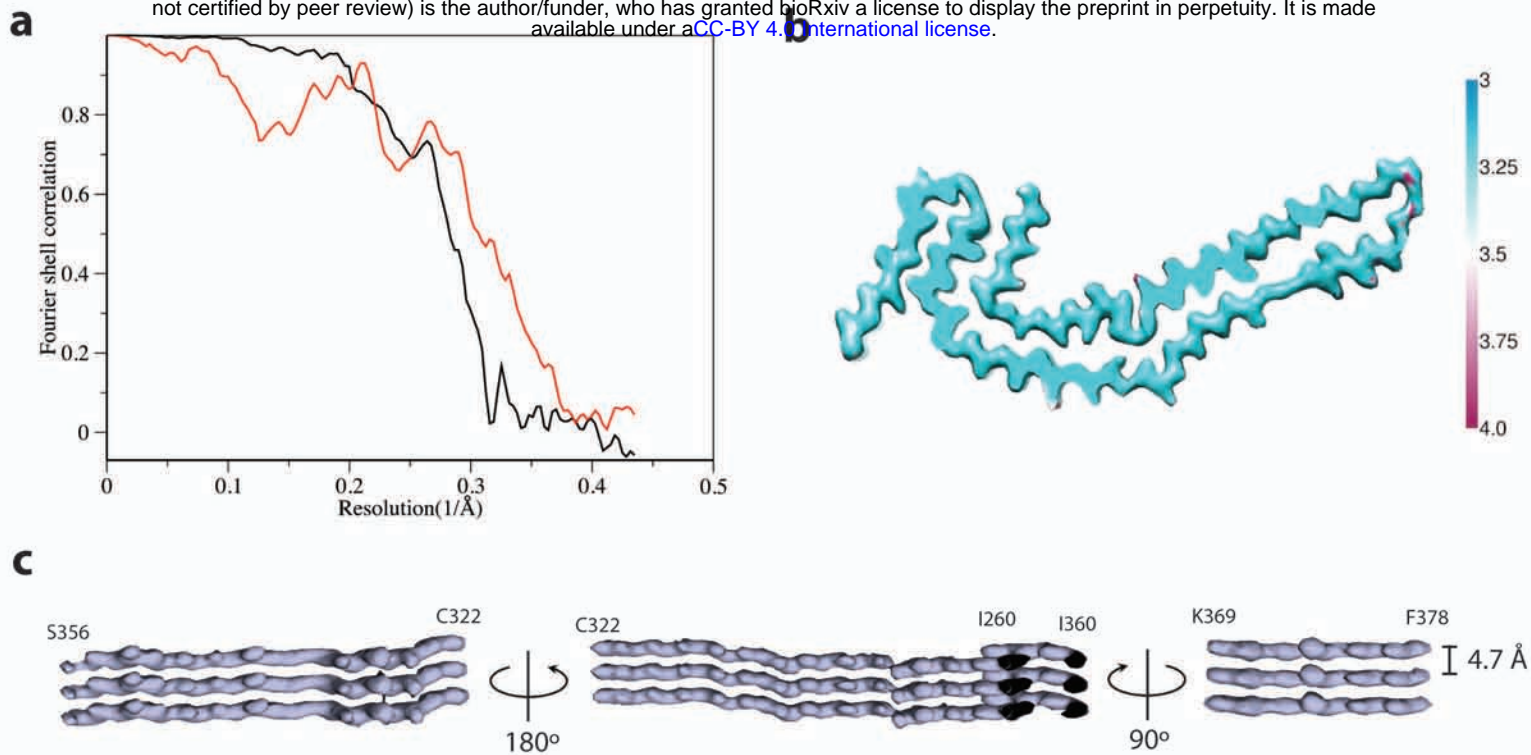 not certified by peer review) is the author/funder, who has granted bioRxiv a license to display the preprint in perpetuity. It is made
available under aCC-BY 4.0 International license.
a
b
0.8
0.6
0.4
0.2
0
Fourier shell correlation
0 0.1 0.2 0.3 0.4 0.5
Resolution(1/Å)
3
3.25
3.5
3.75
4.0
c
S356 C322 C322 I260 I360 K369 F378
4.7 Å
180º 90º